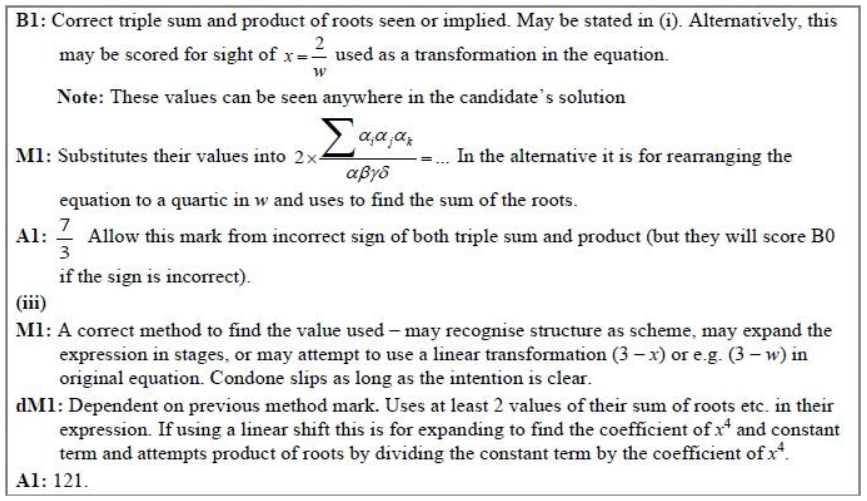 B1: Correct triple sum and product of roots seen or implied. May be stated in (i). Alternatively, this
may be scored for sight of x = 2/w used as a transformation in the equation.
Note: These values can be seen anywhere in the candidate's solution
M1: Substitutes their values into 2×(∑αᵢαⱼαₖ)/(αβγδ) = ... In the alternative it is for rearranging the
equation to a quartic in w and uses to find the sum of the roots.
A1: 7/3 Allow this mark from incorrect sign of both triple sum and product (but they will score B0
if the sign is incorrect).
(iii)
M1: A correct method to find the value used – may recognise structure as scheme, may expand the
expression in stages, or may attempt to use a linear transformation (3 – x) or e.g. (3 – w) in
original equation. Condone slips as long as the intention is clear.
dM1: Dependent on previous method mark. Uses at least 2 values of their sum of roots etc. in their
expression. If using a linear shift this is for expanding to find the coefficient of x⁴ and constant
term and attempts product of roots by dividing the constant term by the coefficient of x⁴.
A1: 121.